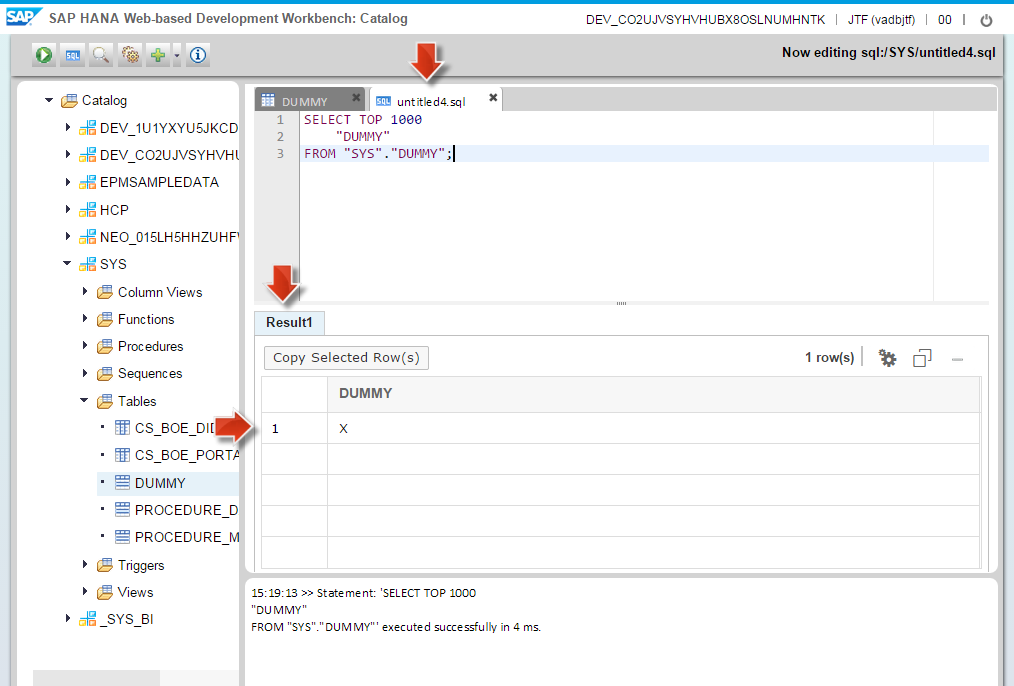 SAP SAP HANA Web-based Development Workbench: Catalog
DEV_CO2UJVSYHVHUBX8OSLNUMHNTK | JTF (vadbjtf) | 00 |
SQL
Now editing sql:/SYS/untitled4.sql
Catalog
DEV_1U1YXYU5JKCD
DEV_CO2UJVSYHVHU
EPMSAMPLEDATA
HCP
NEO_015LH5HHZUHF
SYS
Column Views
Functions
Procedures
Sequences
Tables
CS_BOE_DI
CS_BOE_PORTA
DUMMY
PROCEDURE_D
PROCEDURE_M
Triggers
Views
_SYS_BI
DUMMY
SQL untitled4.sql
1 SELECT TOP 1000
2 "DUMMY"
3 FROM "SYS"."DUMMY";
Result1
Copy Selected Row(s)
1 row(s)
DUMMY
1 X
15:19:13 >> Statement: 'SELECT TOP 1000
"DUMMY"
FROM "SYS"."DUMMY"' executed successfully in 4 ms.